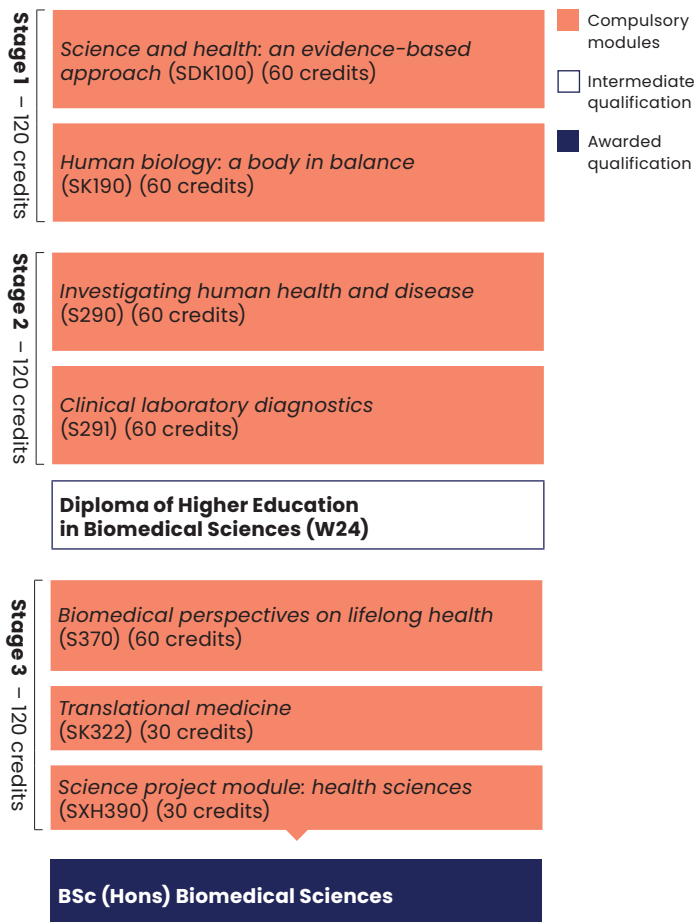 Stage 1 – 120 credits
Science and health: an evidence-based
approach (SDK100) (60 credits)
Human biology: a body in balance
(SK190) (60 credits)
Compulsory
modules
Intermediate
qualification
Awarded
qualification
Stage 2 – 120 credits
Investigating human health and disease
(S290) (60 credits)
Clinical laboratory diagnostics
(S291) (60 credits)
Diploma of Higher Education
in Biomedical Sciences (W24)
Stage 3 – 120 credits
Biomedical perspectives on lifelong health
(S370) (60 credits)
Translational medicine
(SK322) (30 credits)
Science project module: health sciences
(SXH390) (30 credits)
BSc (Hons) Biomedical Sciences